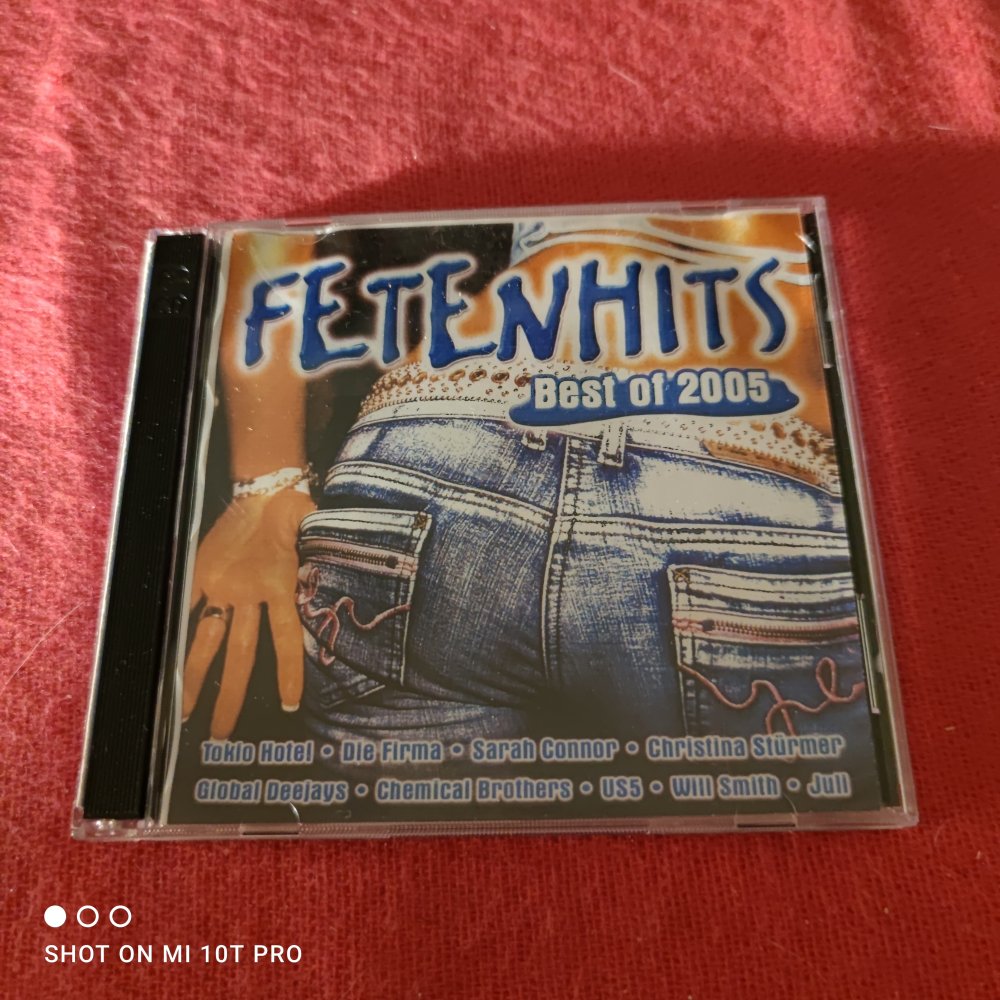 FETENHITS
Best of 2005
Tokio Hotel • Die Firma • Sarah Connor • Christina Stürmer
Global Deejays • Chemical Brothers • US5 • Will Smith • Juli
SHOT ON MI 10T PRO